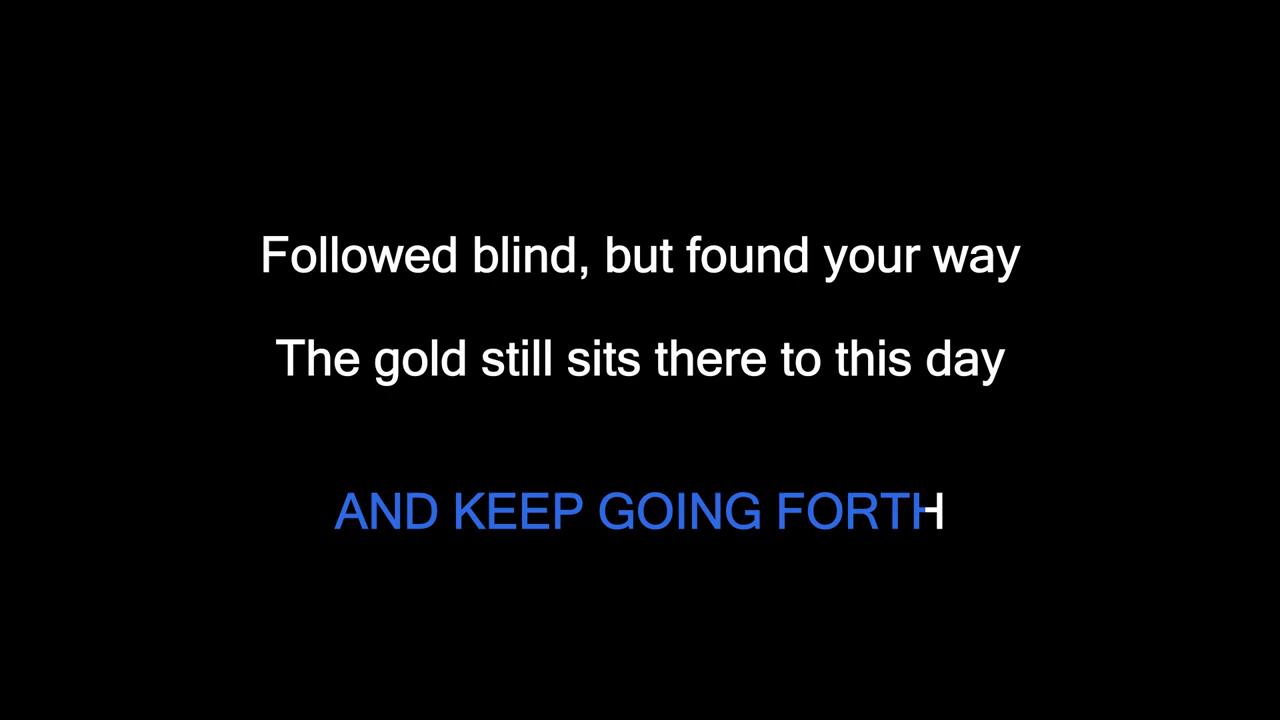 Followed blind, but found your way
The gold still sits there to this day
AND KEEP GOING FORTH